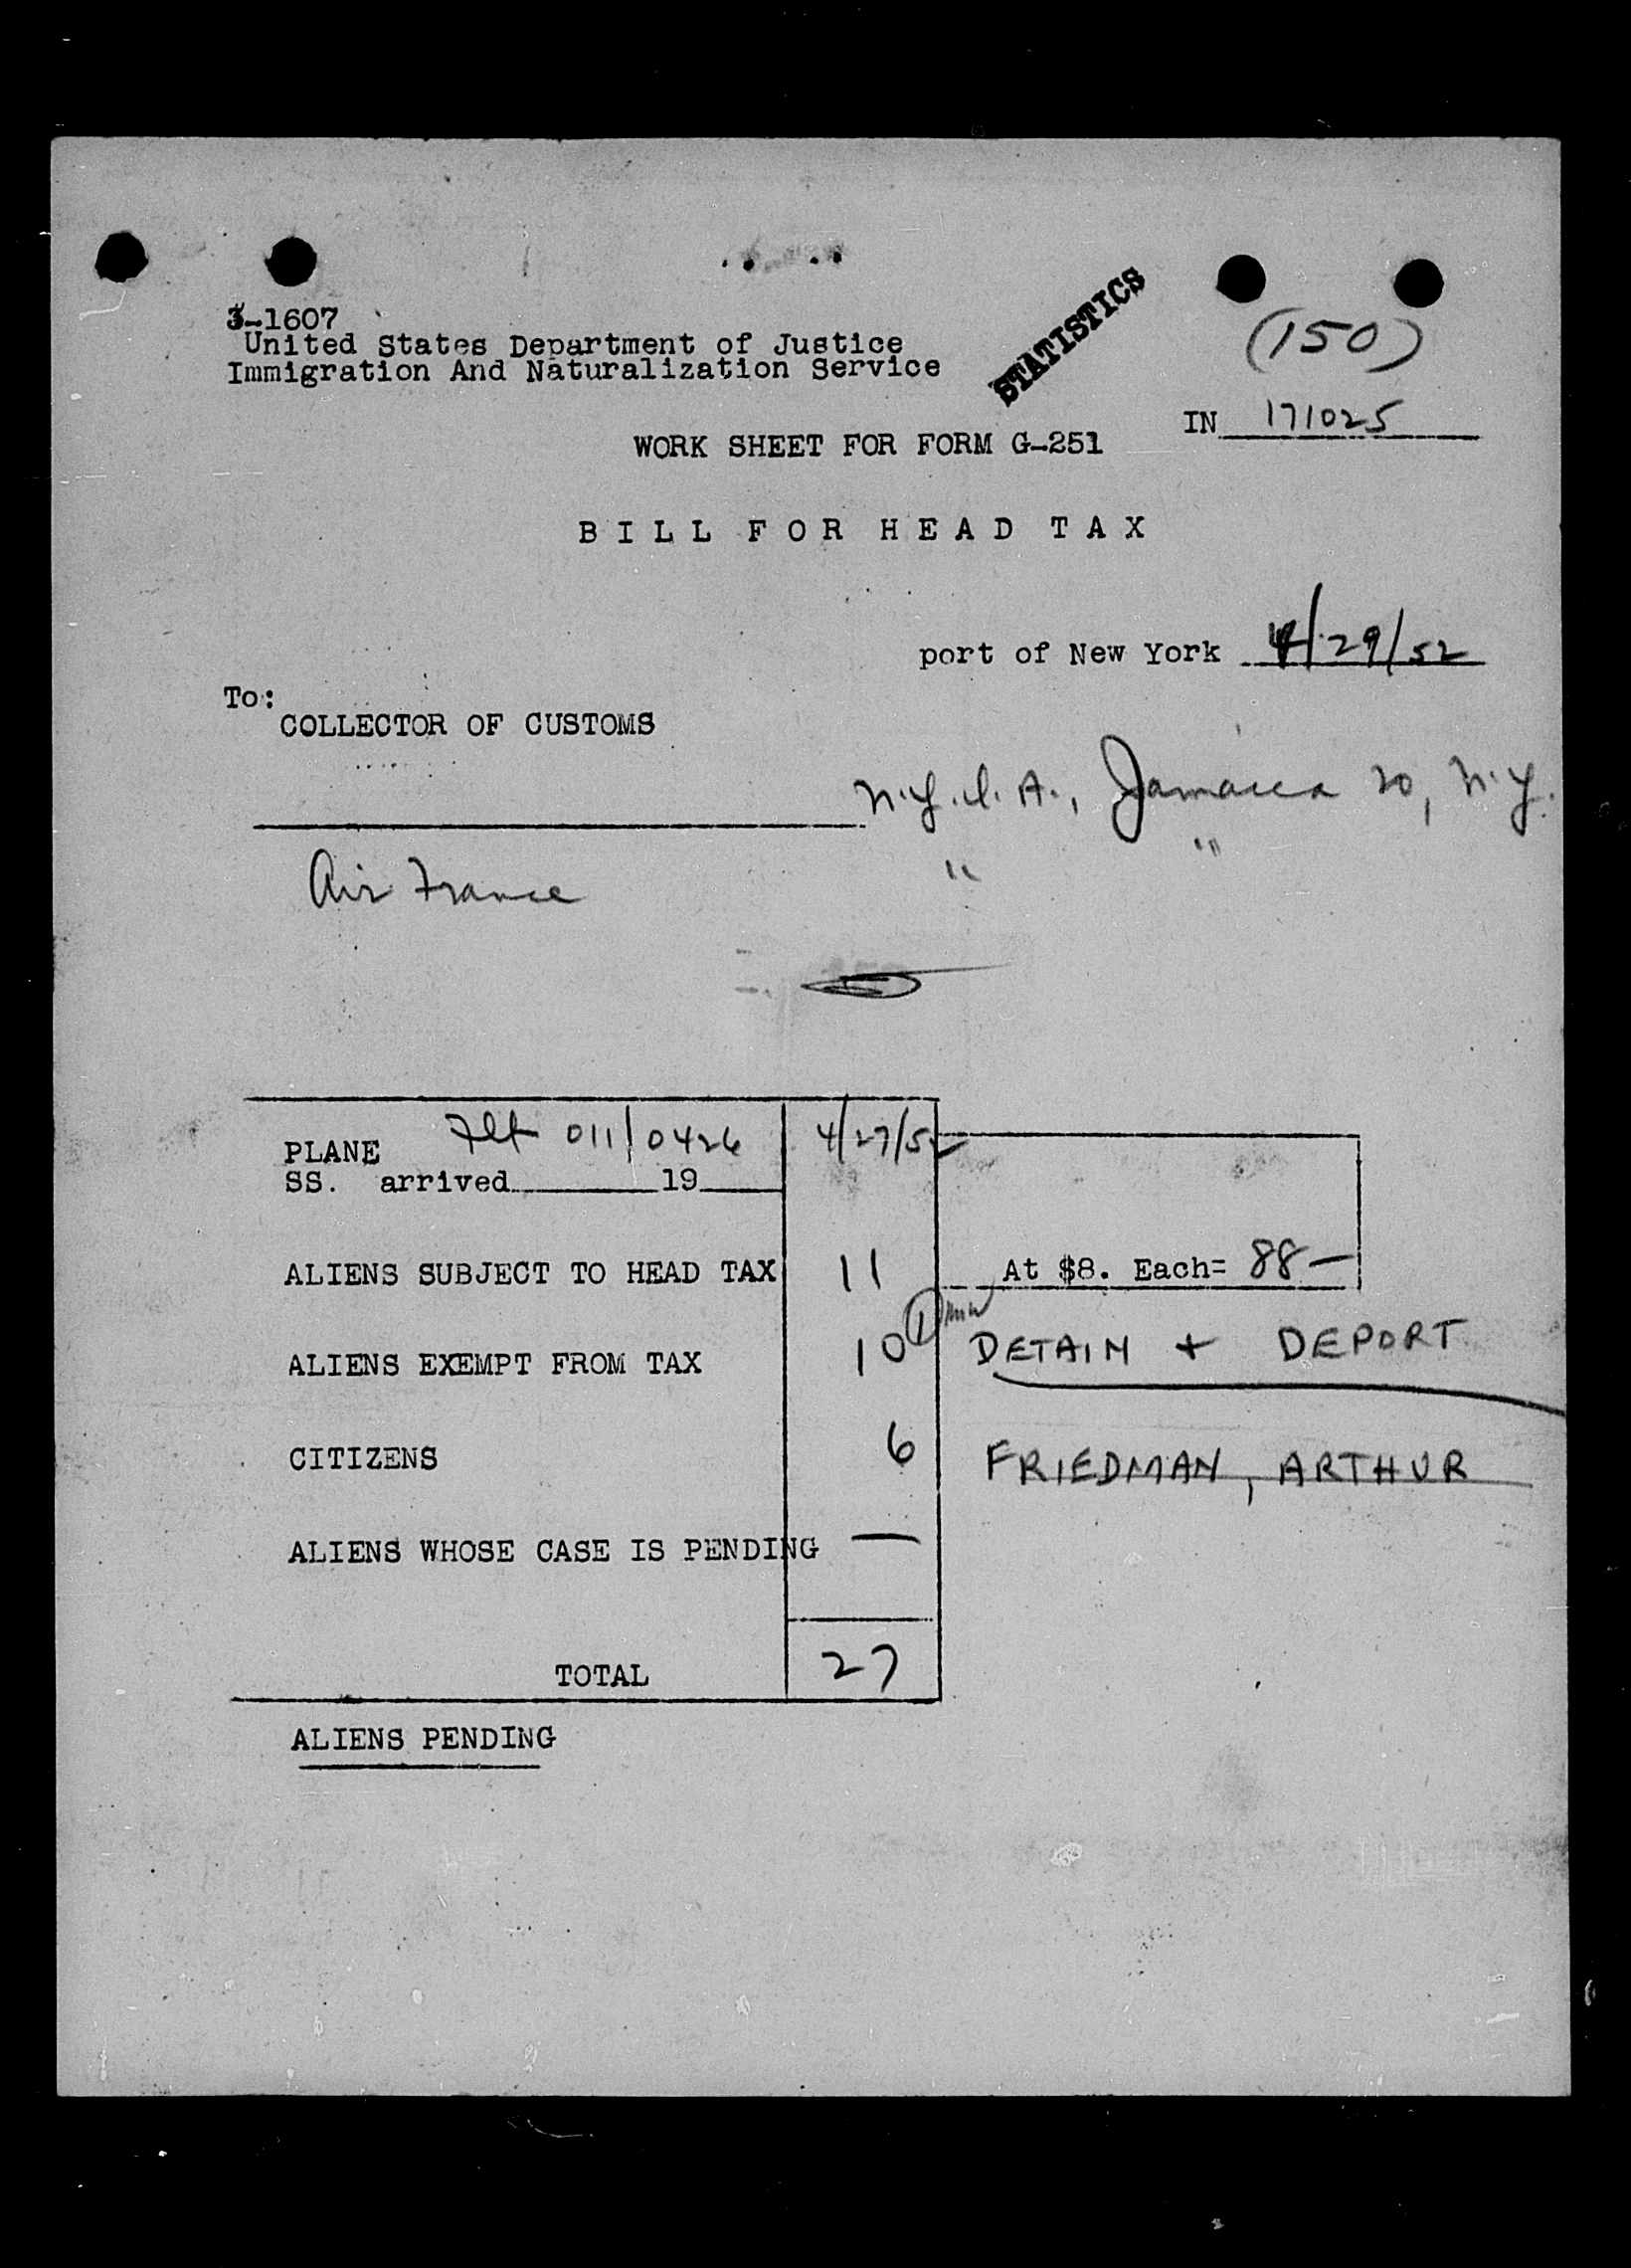 3-1607
United States Department of Justice
Immigration And Naturalization Service
STATISTICS
(150)
IN 171025
WORK SHEET FOR FORM G-251
BILL FOR HEAD TAX
port of New York 4/29/52
To:
COLLECTOR OF CUSTOMS
N.Y.I.A., Jamaica 20, N.Y.
Air France " "
PLANE Flt 011/0426 4/27/52
SS. arrived 19
ALIENS SUBJECT TO HEAD TAX 11 At $8. Each= 88—
ALIENS EXEMPT FROM TAX 10 (1) DETAIN + DEPORT
CITIZENS 6 FRIEDMAN, ARTHUR
ALIENS WHOSE CASE IS PENDING —
TOTAL 27
ALIENS PENDING